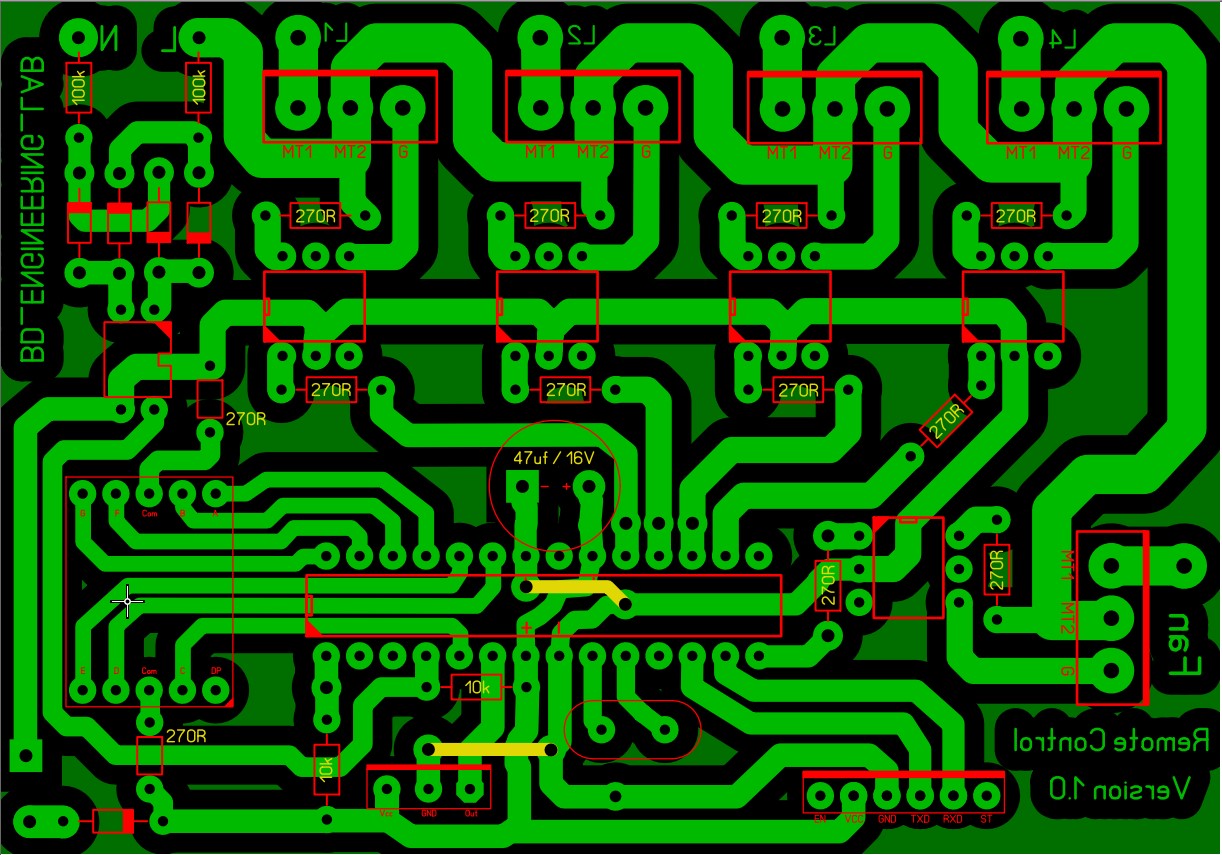 N
L
L1
L2
L3
L4
BD_ENGINEERING_LAB
100k
100k
MT1 MT2 G
MT1 MT2 G
MT1 MT2 G
MT1 MT2 G
270R
270R
270R
270R
270R
270R
270R
270R
270R
47uf / 16V
- +
G F Com B A
270R
270R
MT1
MT2
G
Fan
+
E D Com C DP
10k
270R
10k
Vcc GND Out
EN VCC GND TXD RXD ST
Remote Control
Version 1.0